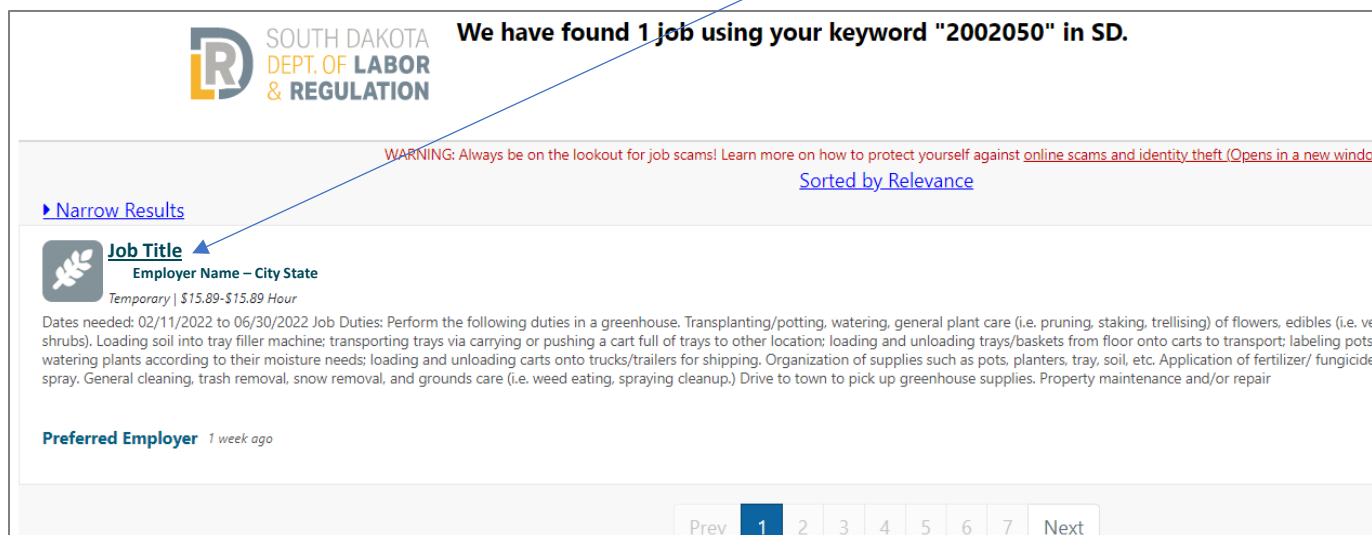 SOUTH DAKOTA
DEPT. OF LABOR
& REGULATION
We have found 1 job using your keyword "2002050" in SD.
WARNING: Always be on the lookout for job scams! Learn more on how to protect yourself against online scams and identity theft (Opens in a new windo
Sorted by Relevance
Narrow Results
Job Title
Employer Name – City State
Temporary | $15.89-$15.89 Hour
Dates needed: 02/11/2022 to 06/30/2022 Job Duties: Perform the following duties in a greenhouse. Transplanting/potting, watering, general plant care (i.e. pruning, staking, trellising) of flowers, edibles (i.e. ve
shrubs). Loading soil into tray filler machine; transporting trays via carrying or pushing a cart full of trays to other location; loading and unloading trays/baskets from floor onto carts to transport; labeling pots
watering plants according to their moisture needs; loading and unloading carts onto trucks/trailers for shipping. Organization of supplies such as pots, planters, tray, soil, etc. Application of fertilizer/ fungicide
spray. General cleaning, trash removal, snow removal, and grounds care (i.e. weed eating, spraying cleanup.) Drive to town to pick up greenhouse supplies. Property maintenance and/or repair
Preferred Employer 1 week ago
Prev 1 2 3 4 5 6 7 Next